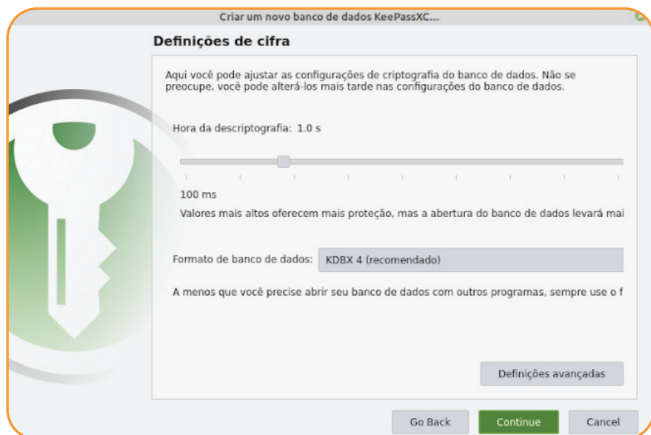 Criar um novo banco de dados KeePassXC...
Definições de cifra
Aqui você pode ajustar as configurações de criptografia do banco de dados. Não se
preocupe, você pode alterá-los mais tarde nas configurações do banco de dados.
Hora da descriptografia: 1.0 s
100 ms
Valores mais altos oferecem mais proteção, mas a abertura do banco de dados levará mai
Formato de banco de dados: KDBX 4 (recomendado)
A menos que você precise abrir seu banco de dados com outros programas, sempre use o f
Definições avançadas
Go Back Continue Cancel